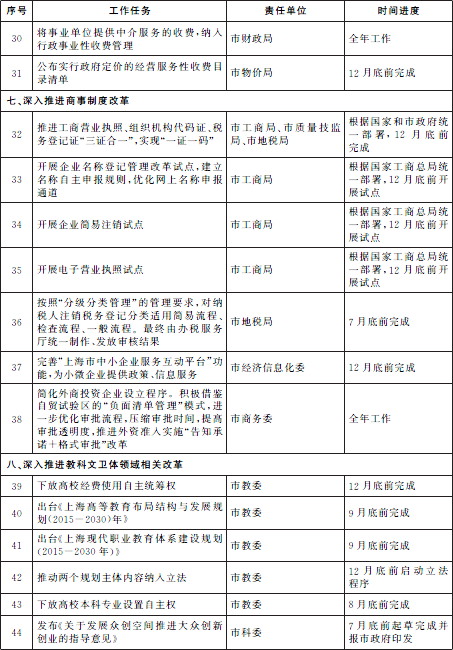 序号 工作任务 责任单位 时间进度
30 将事业单位提供中介服务的收费,纳入 市财政局 全年工作
行政事业性收费管理
31 公布实行政府定价的经营服务性收费目 市物价局 12月底前完成
录清单
七、深入推进商事制度改革
32 推进工商营业执照、组织机构代码证、税 市工商局、市质量技监 根据国家和市政府统
务登记证“三证合一”,实现“一证一码” 局、市地税局 一部署,12月底前
完成
33 开展企业名称登记管理改革试点,建立 市工商局 根据国家工商总局统
名称自主申报规则,优化网上名称申报 一部署,12月底前开
通道 展试点
34 开展企业简易注销试点 市工商局 根据国家工商总局统
一部署,12月底前开
展试点
35 开展电子营业执照试点 市工商局 根据国家工商总局统
一部署,12月底前开
展试点
36 按照“分级分类管理”的管理要求,对纳 市地税局 7月底前完成
税人注销税务登记分类适用简易流程、
检查流程、一般流程。最终由办税服务
厅统一制作、发放审核结果
37 完善“上海市中小企业服务互动平台”功 市经济信息化委 12月底前完成
能,为小微企业提供政策、信息服务
38 简化外商投资企业设立程序。积极借鉴 市商务委 全年工作
自贸试验区的“负面清单管理”模式,进
一步优化审批流程,压缩审批时间,提高
审批透明度,推进外资准入实施“告知
承诺+格式审批”改革
八、深入推进教科文卫体领域相关改革
39 下放高校经费使用自主统筹权 市教委 12月底前完成
40 出台《上海高等教育布局结构与发展规 市教委 9月底前完成
划(2015-2030)年》
41 出台《上海现代职业教育体系建设规划 市教委 9月底前完成
(2015-2030年)》
42 推动两个规划主体内容纳入立法 市教委 12月底前启动立法
程序
43 下放高校本科专业设置自主权 市教委 8月底前完成
44 发布《关于发展众创空间推进大众创新 市科委 7月底前起草完成并
创业的指导意见》 报市政府印发